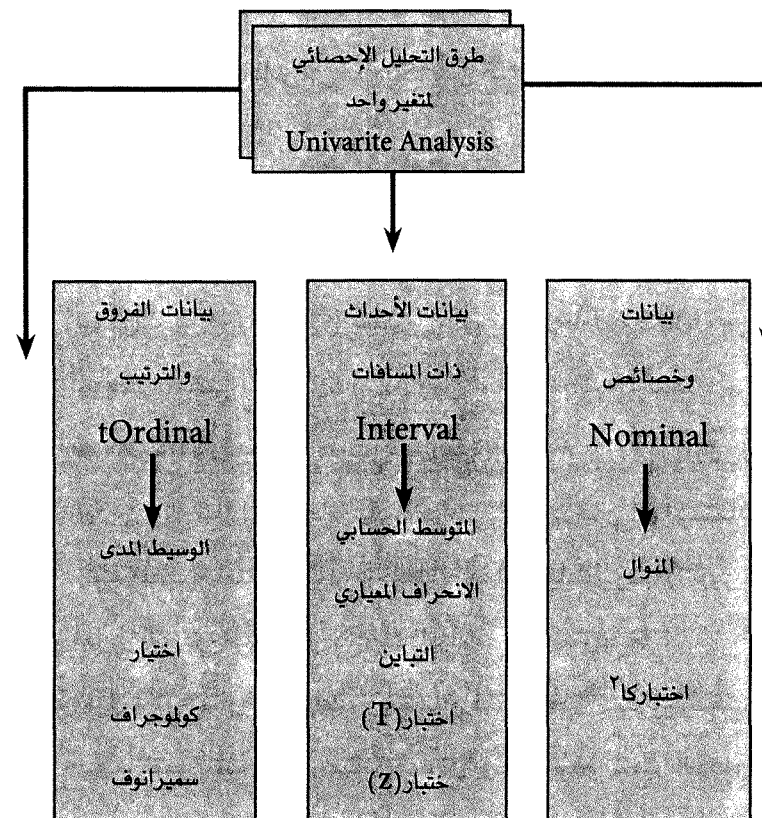 طرق التحليل الإحصائي
لمتغير واحد
Univarite Analysis
بيانات
وخصائص
Nominal
المنوال
اختباركا٢
بيانات الأحداث
ذات المسافات
Interval
المتوسط الحسابي
الانحراف المعياري
التباين
اختبار(T)
ختبار(z)
بيانات الفروق
والترتيب
tOrdinal
الوسيط المدى
اختيار
كولموجراف
سميرانوف